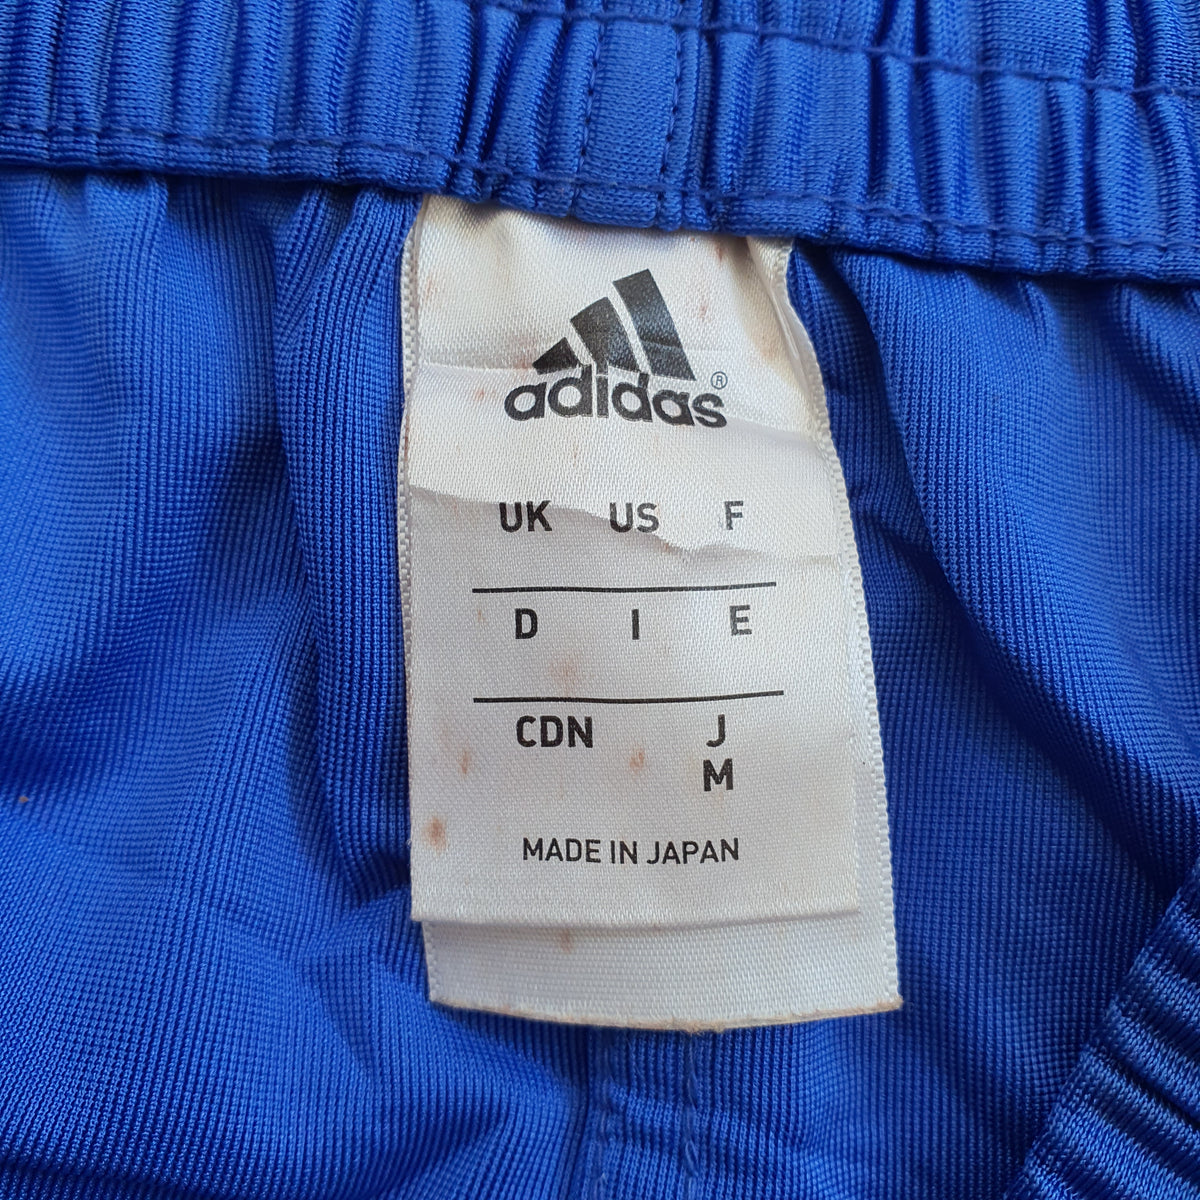 adidas®
UK US F
D I E
CDN J
M
MADE IN JAPAN